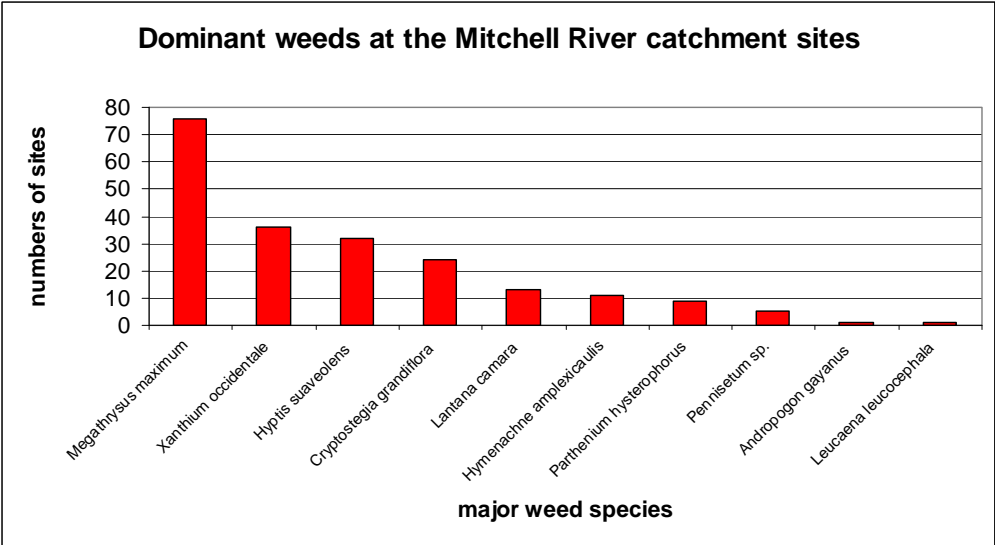 Dominant weeds at the Mitchell River catchment sites
numbers of sites
80
70
60
50
40
30
20
10
0
Megathrysus maximum
Xanthium occidentale
Hyptis suaveolens
Cryptostegia grandiflora
Lantana camara
Hymenachne amplexicaulis
Parthenium hysterophorus
Pennisetum sp.
Andropogon gayanus
Leucaena leucocephala
major weed species